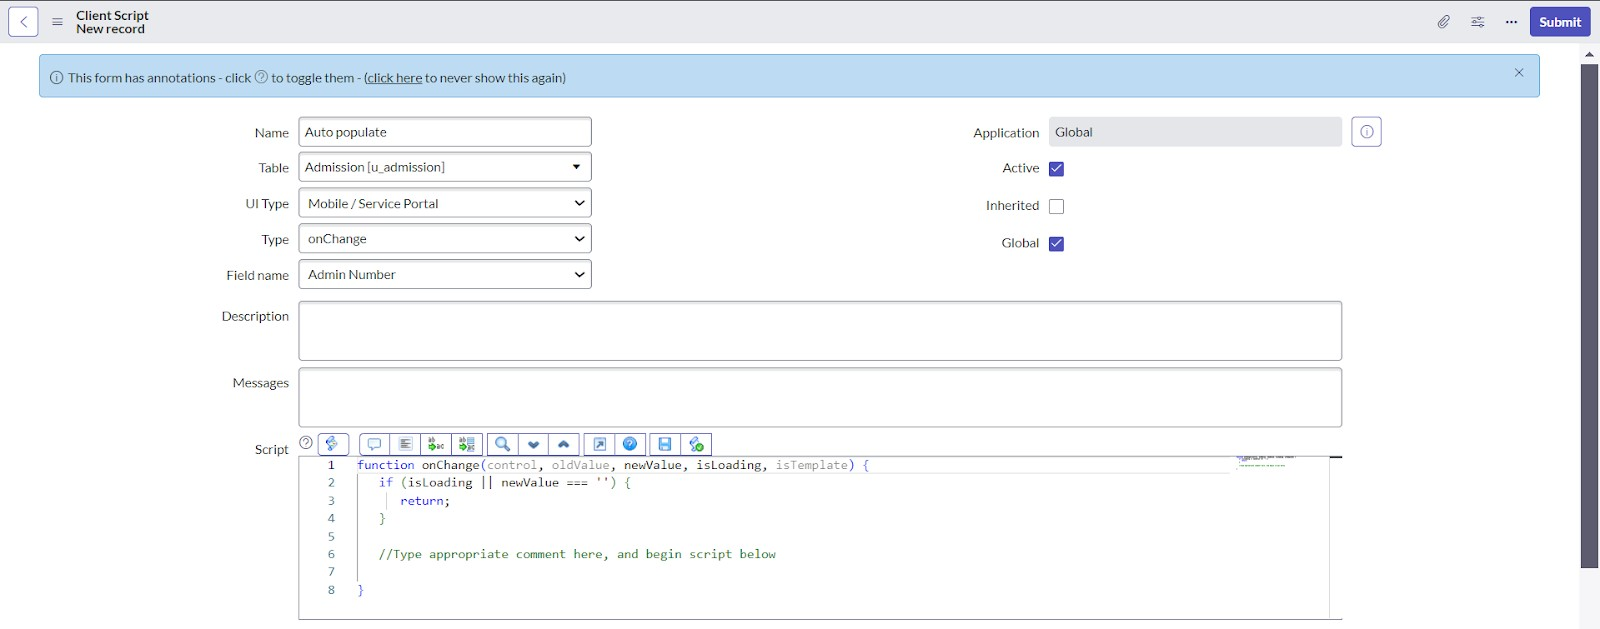 Client Script
New record
Submit
This form has annotations - click ? to toggle them - (click here to never show this again)
Name Auto populate
Application Global
Table Admission [u_admission]
Active
UI Type Mobile / Service Portal
Inherited
Type onChange
Global
Field name Admin Number
Description
Messages
Script
1 function onChange(control, oldValue, newValue, isLoading, isTemplate) {
2 if (isLoading || newValue === '') {
3 return;
4 }
5
6 //Type appropriate comment here, and begin script below
7
8 }